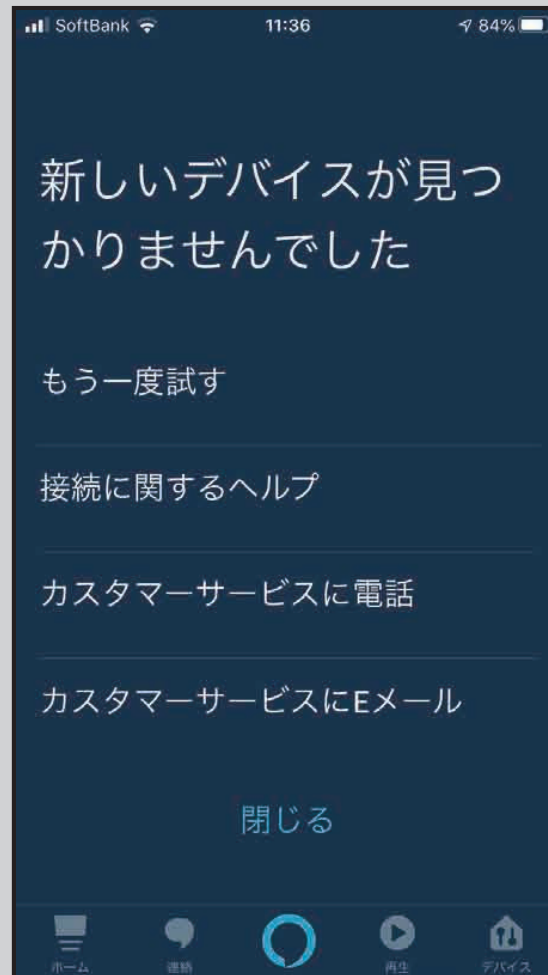 SoftBank 11:36 84%
新しいデバイスが見つ
かりませんでした
もう一度試す
接続に関するヘルプ
カスタマーサービスに電話
カスタマーサービスにEメール
閉じる
ホーム 連絡 再生 デバイス